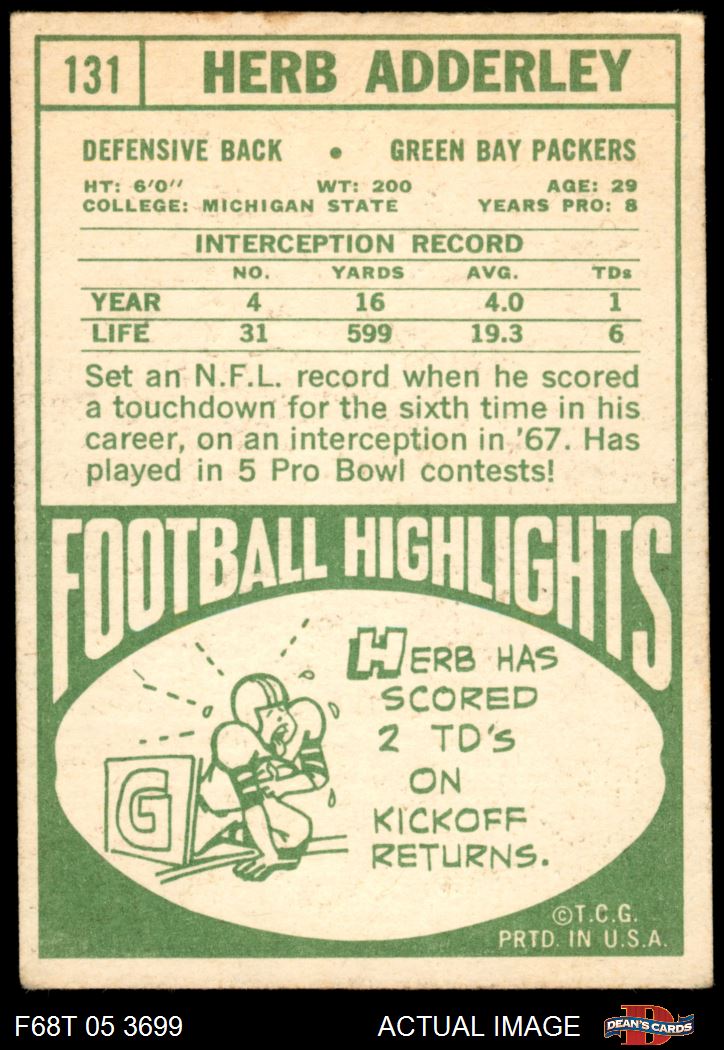 131 HERB ADDERLEY
DEFENSIVE BACK • GREEN BAY PACKERS
HT: 6'0" WT: 200 AGE: 29
COLLEGE: MICHIGAN STATE YEARS PRO: 8
INTERCEPTION RECORD
NO. YARDS AVG. TDs
YEAR 4 16 4.0 1
LIFE 31 599 19.3 6
Set an N.F.L. record when he scored
a touchdown for the sixth time in his
career, on an interception in '67. Has
played in 5 Pro Bowl contests!
FOOTBALL HIGHLIGHTS
HERB HAS
SCORED
2 TD'S
ON
KICKOFF
RETURNS.
G
©T.C.G.
PRTD. IN U.S.A.
F68T 05 3699 ACTUAL IMAGE D DEAN'S CARDS